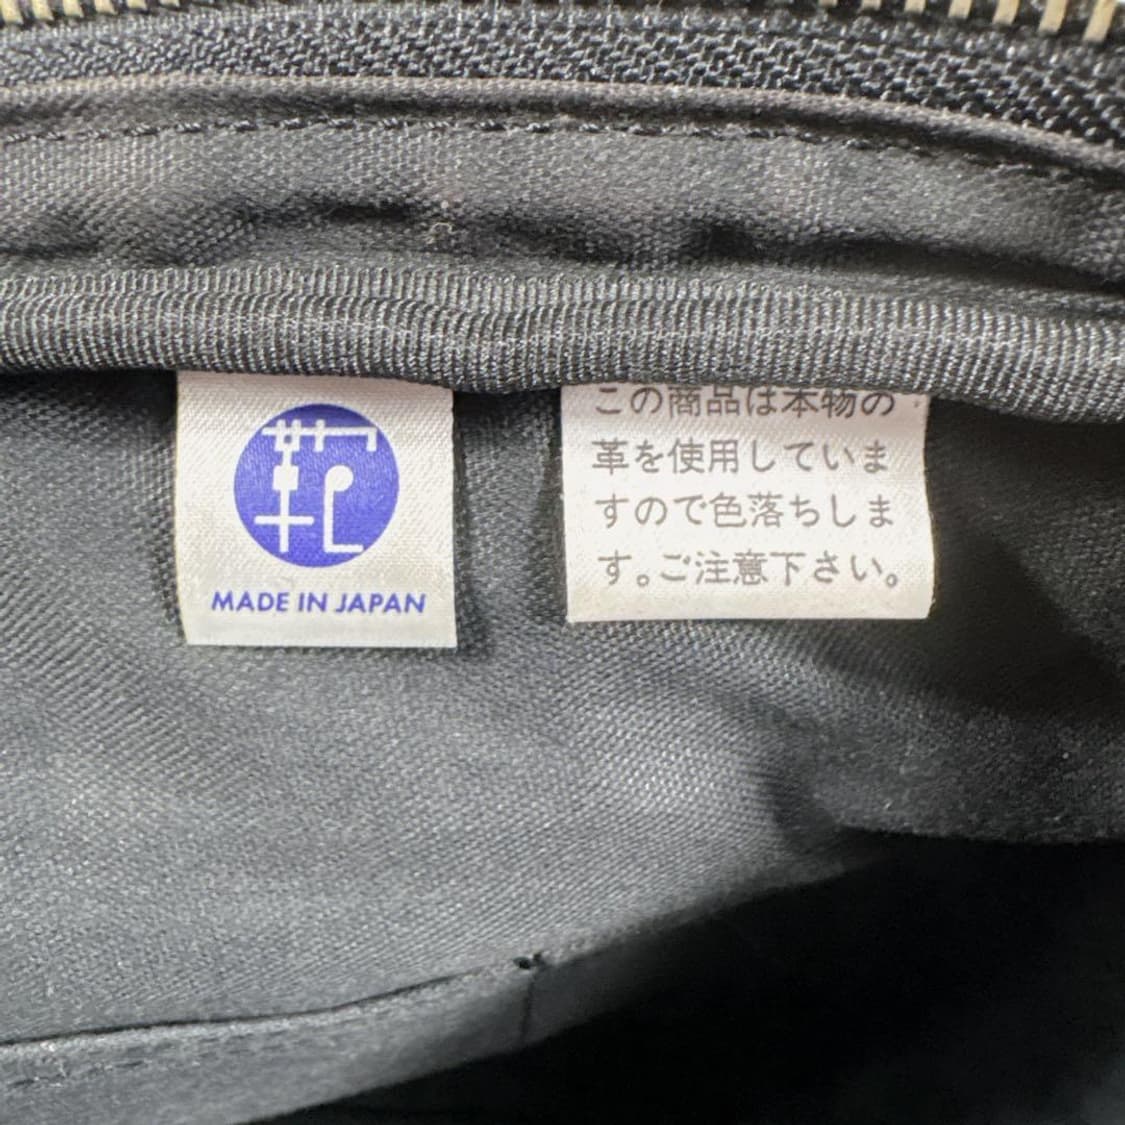 MADE IN JAPAN
この商品は本物の
革を使用していま
すので色落ちしま
す。ご注意下さい。